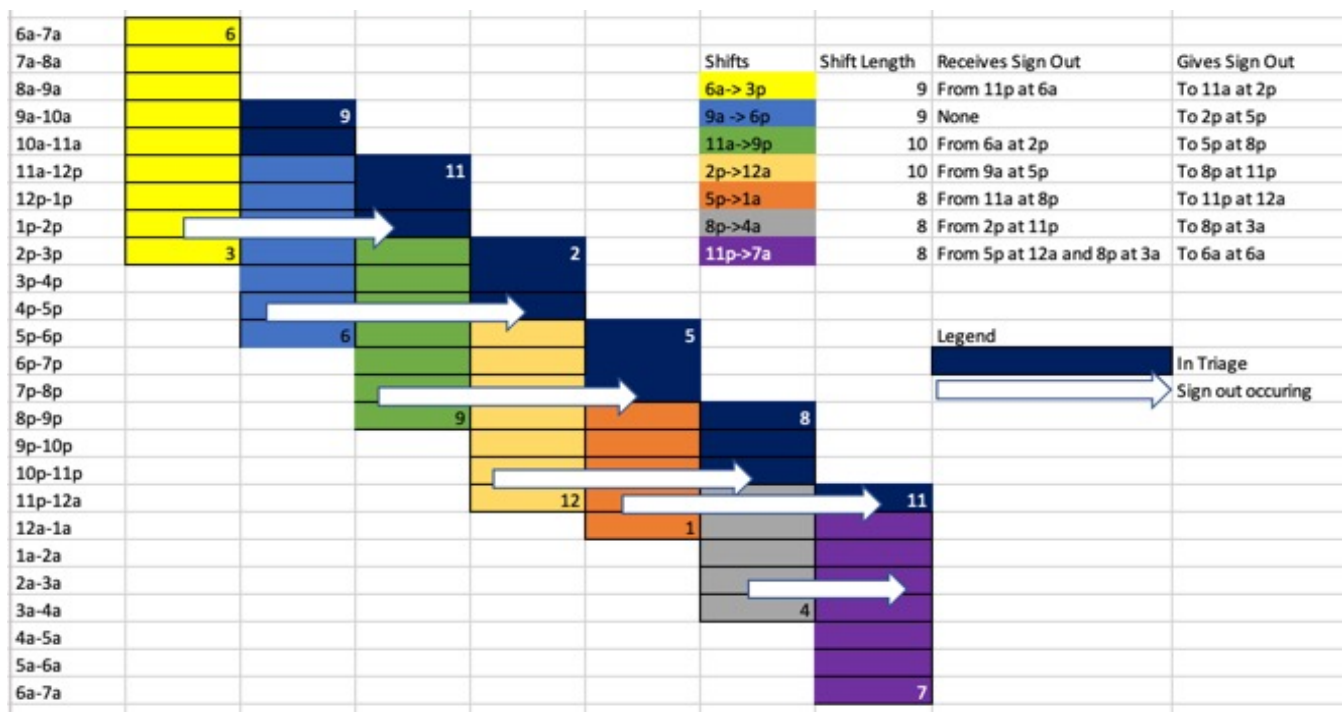 6a-7a 6
7a-8a Shifts Shift Length Receives Sign Out Gives Sign Out
8a-9a 6a-> 3p 9 From 11p at 6a To 11a at 2p
9a-10a 9 9a -> 6p 9 None To 2p at 5p
10a-11a 11a->9p 10 From 6a at 2p To 5p at 8p
11a-12p 11 2p->12a 10 From 9a at 5p To 8p at 11p
12p-1p 5p->1a 8 From 11a at 8p To 11p at 12a
1p-2p 8p->4a 8 From 2p at 11p To 8p at 3a
2p-3p 3 2 11p->7a 8 From 5p at 12a and 8p at 3a To 6a at 6a
3p-4p
4p-5p
5p-6p 6 5 Legend
6p-7p In Triage
7p-8p Sign out occuring
8p-9p 9 8
9p-10p
10p-11p
11p-12a 12 11
12a-1a 1
1a-2a
2a-3a
3a-4a 4
4a-5a
5a-6a
6a-7a 7